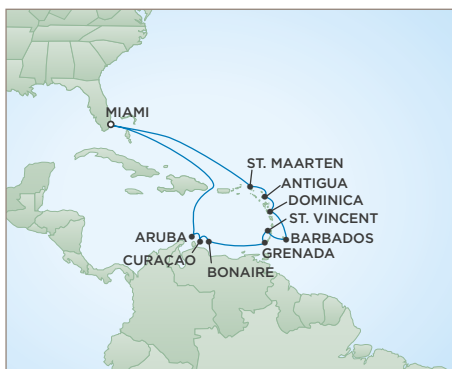 MIAMI
ST. MAARTEN
ANTIGUA
DOMINICA
ST. VINCENT
ARUBA
BARBADOS
CURAÇAO
GRENADA
BONAIRE